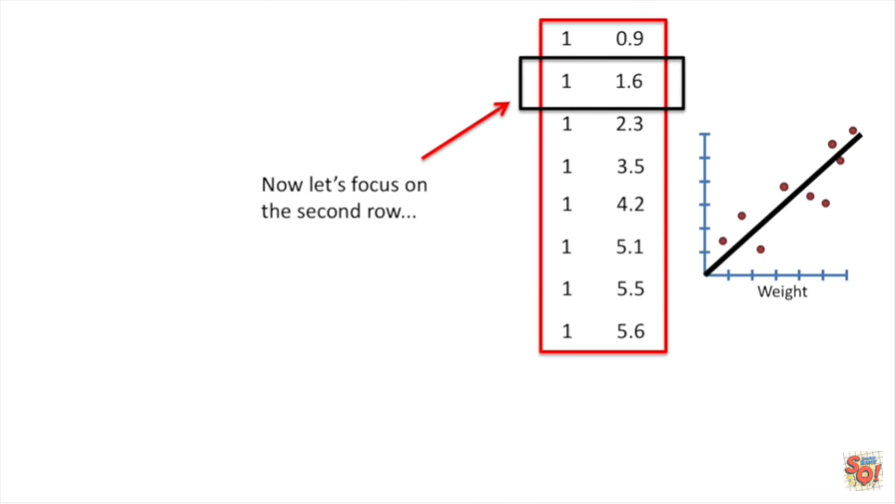 1 0.9
1 1.6
1 2.3
1 3.5
1 4.2
1 5.1
1 5.5
1 5.6
Now let's focus on
the second row...
Weight
SQ!